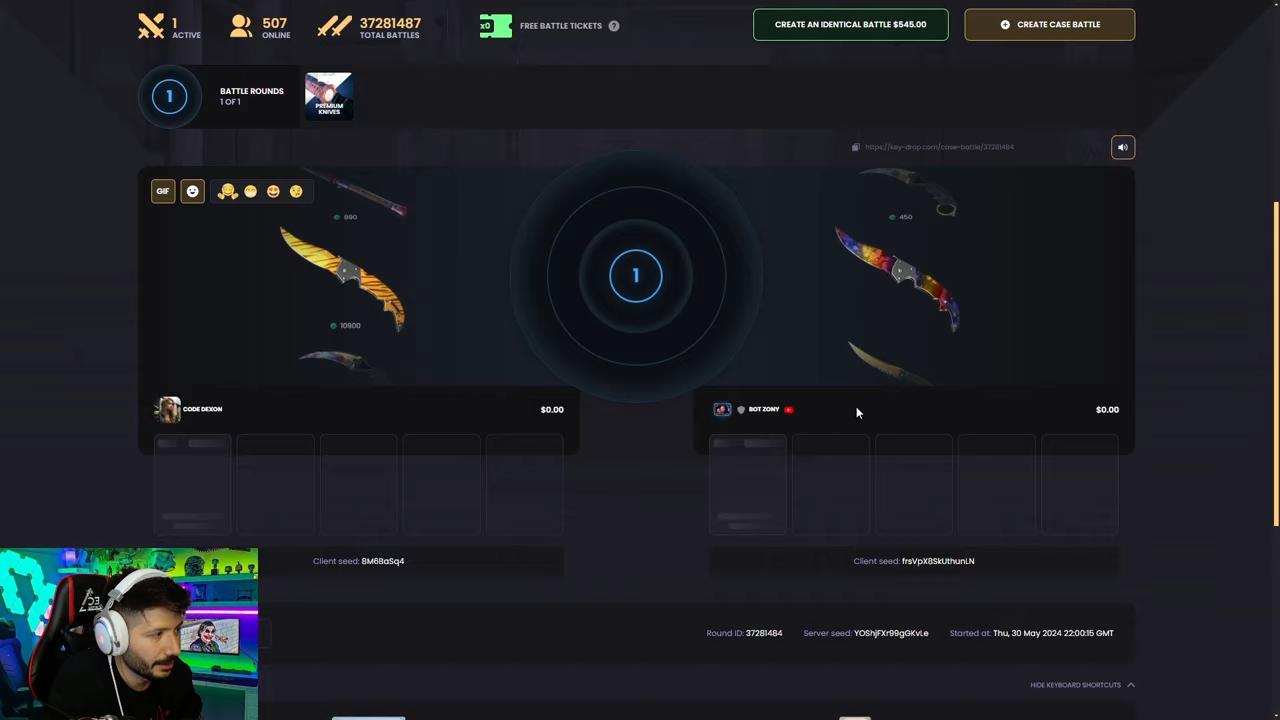 1
ACTIVE
507
ONLINE
37281487
TOTAL BATTLES
x0
FREE BATTLE TICKETS
?
CREATE AN IDENTICAL BATTLE $545.00
CREATE CASE BATTLE
1
BATTLE ROUNDS
1 OF 1
PREMIUM
KNIVES
https://key-drop.com/case-battle/37281484
GIF
890
450
1
10900
CODE DEXON
$0.00
BOT ZONY
$0.00
Client seed: 8M68aSq4
Client seed: frsVpX8SkUthunLN
Round ID: 37281484
Server seed: YOShjFXr99gGKvLe
Started at: Thu, 30 May 2024 22:00:15 GMT
HIDE KEYBOARD SHORTCUTS